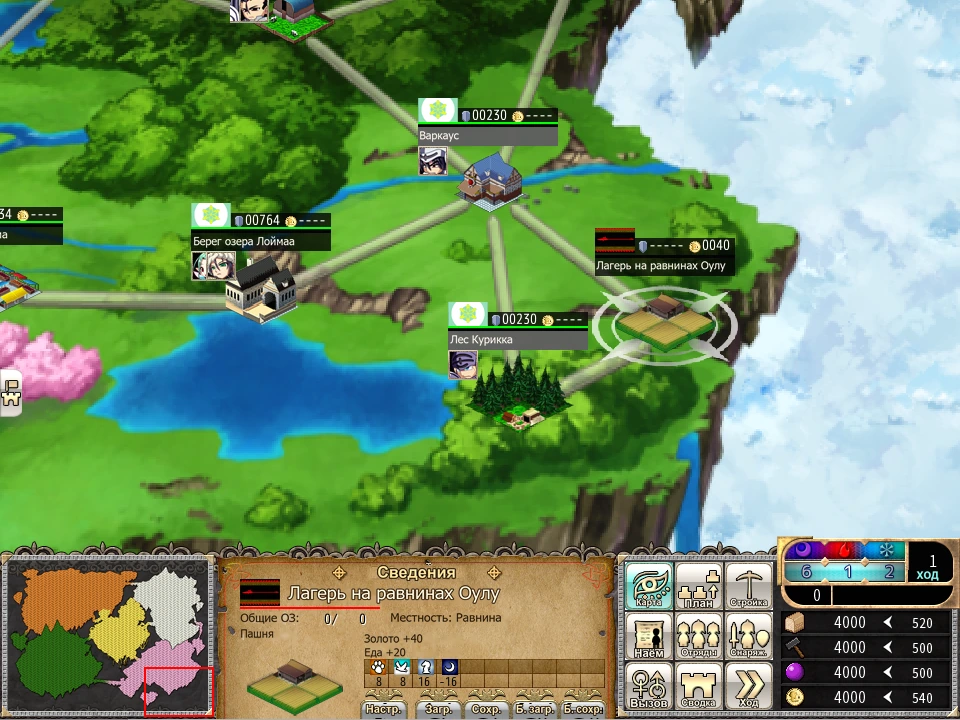 00230 ----
Варкаус
34 ----
а
00764 ----
Берег озера Лоймаа
----- 0040
Лагерь на равнинах Оулу
00230 ----
Лес Курикка
Сведения
Лагерь на равнинах Оулу
Общие ОЗ: 0/ 0 Местность: Равнина
Пашня
Золото +40
Еда +20
8 8 16 -16
Настр. Загр. Сохр. Б.загр. Б.сохр.
Карта План Стройка
Наём Отряды Снаряж.
Вызов Сводка Ход
6 1 2
1
ход
0
4000 520
4000 500
4000 500
4000 540